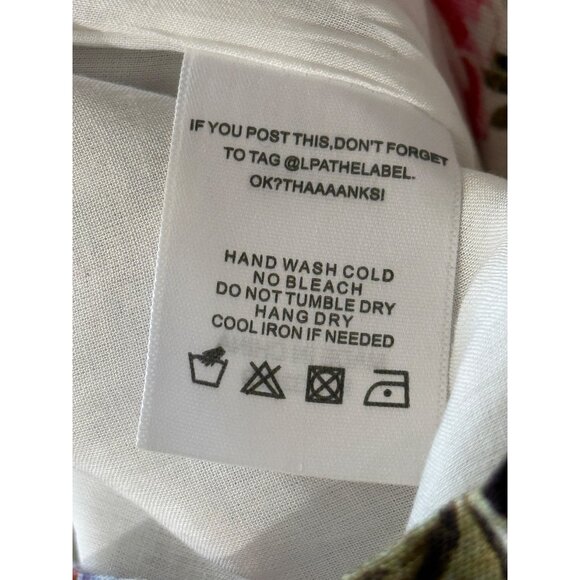 IF YOU POST THIS,DON'T FORGET
TO TAG @LPATHELABEL.
OK?THAAAANKS!
HAND WASH COLD
NO BLEACH
DO NOT TUMBLE DRY
HANG DRY
COOL IRON IF NEEDED